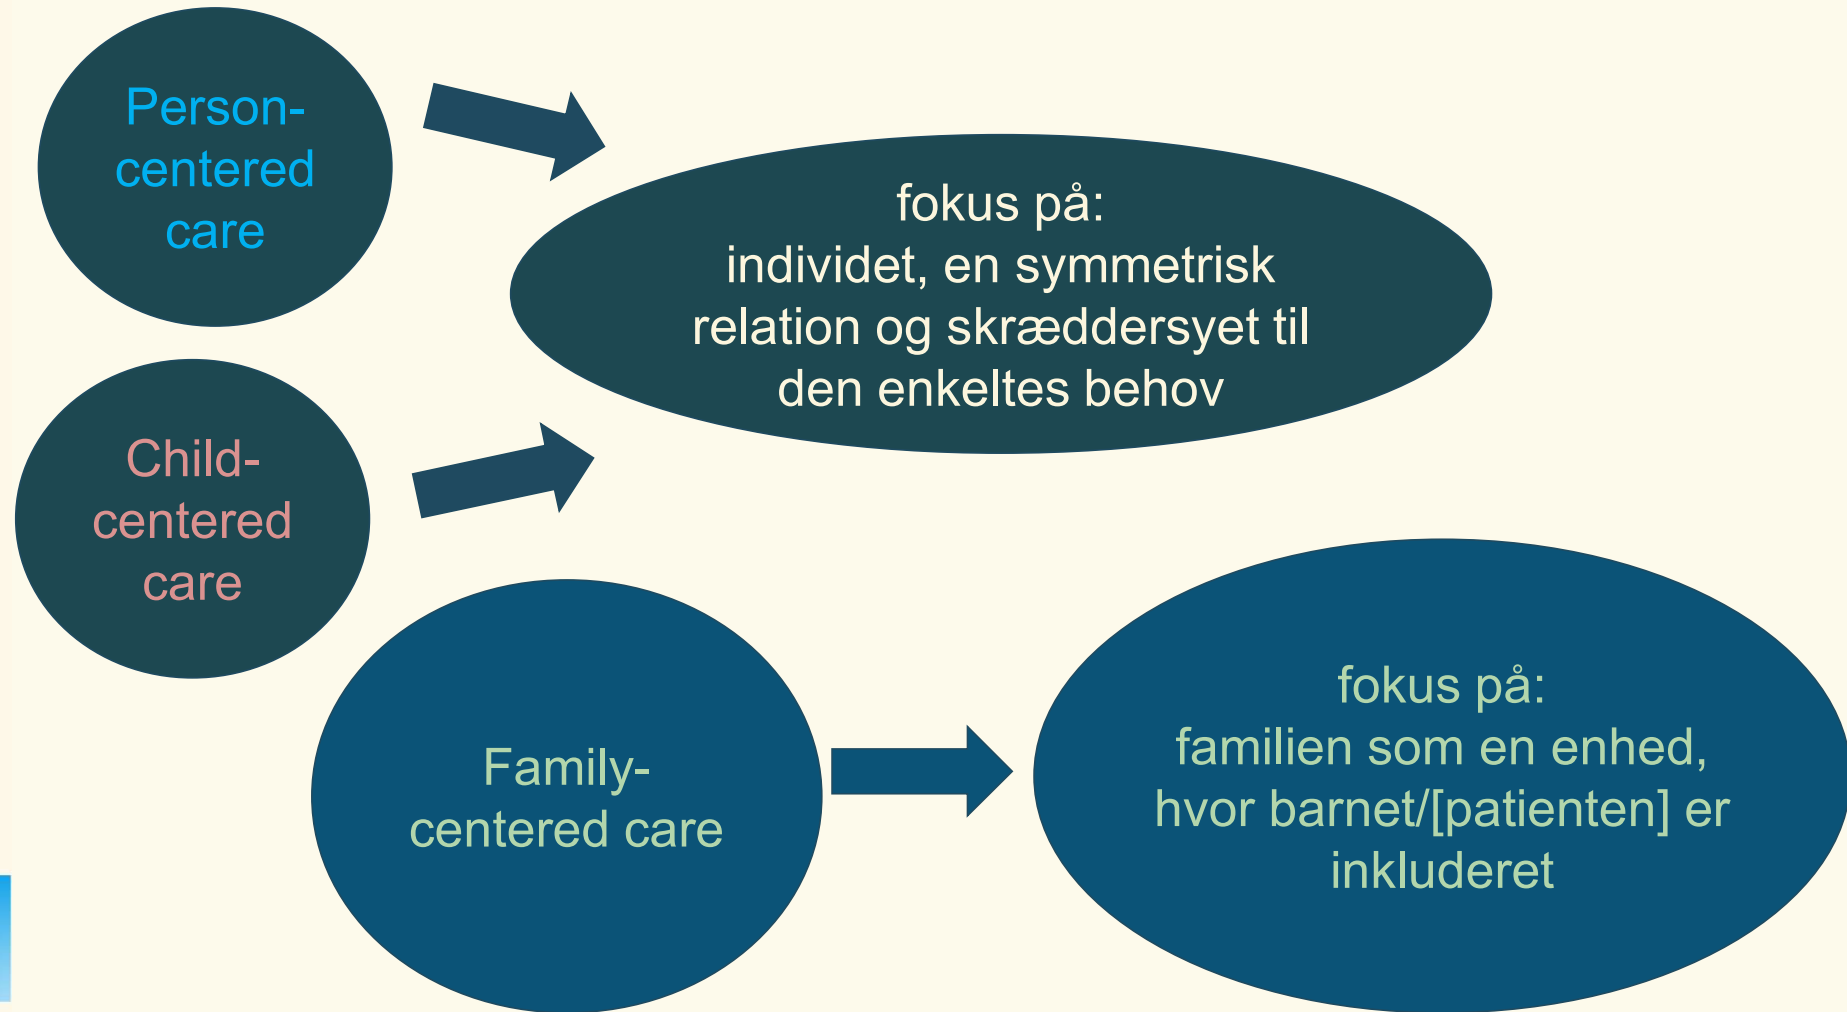 Person-
centered
care
fokus på:
individet, en symmetrisk
relation og skræddersyet til
den enkeltes behov
Child-
centered
care
Family-
centered care
fokus på:
familien som en enhed,
hvor barnet/[patienten] er
inkluderet